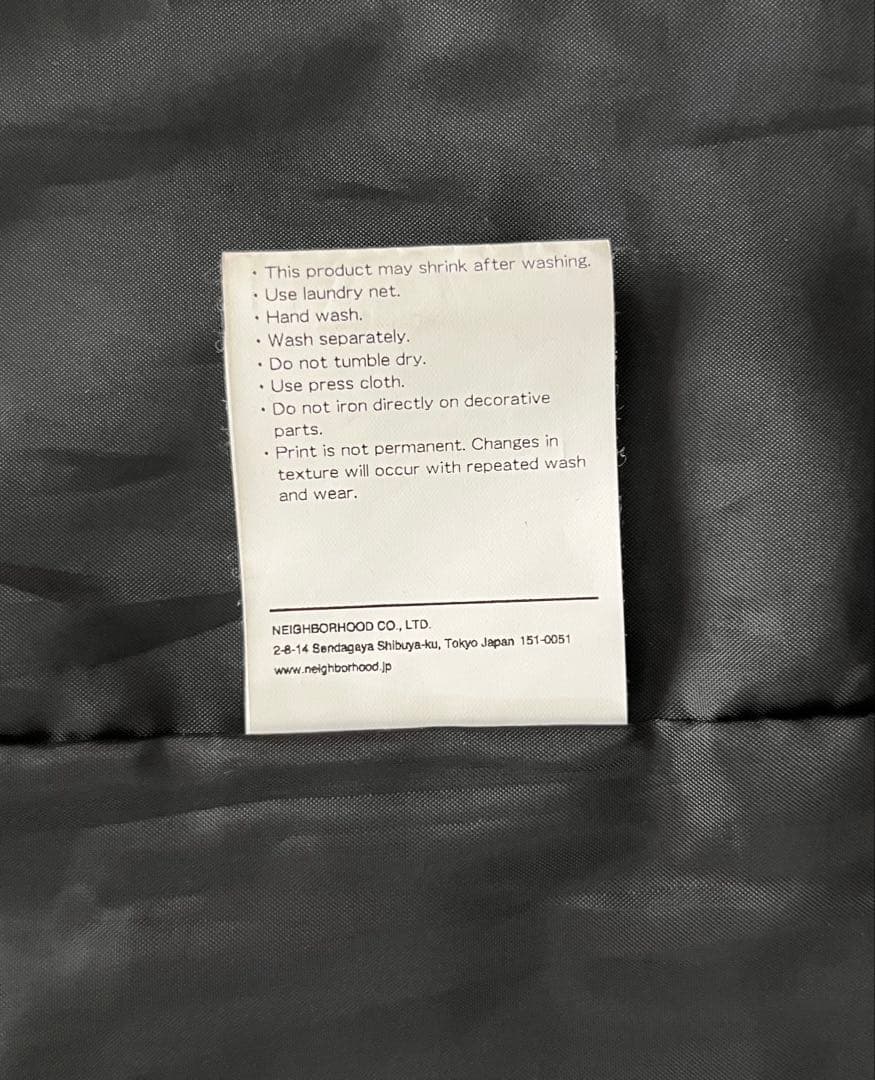 ・This product may shrink after washing.
・Use laundry net.
・Hand wash.
・Wash separately.
・Do not tumble dry.
・Use press cloth.
・Do not iron directly on decorative
parts.
・Print is not permanent. Changes in
texture will occur with repeated wash
and wear.
NEIGHBORHOOD CO., LTD.
2-8-14 Sendagaya Shibuya-ku, Tokyo Japan 151-0051
www.neighborhood.jp